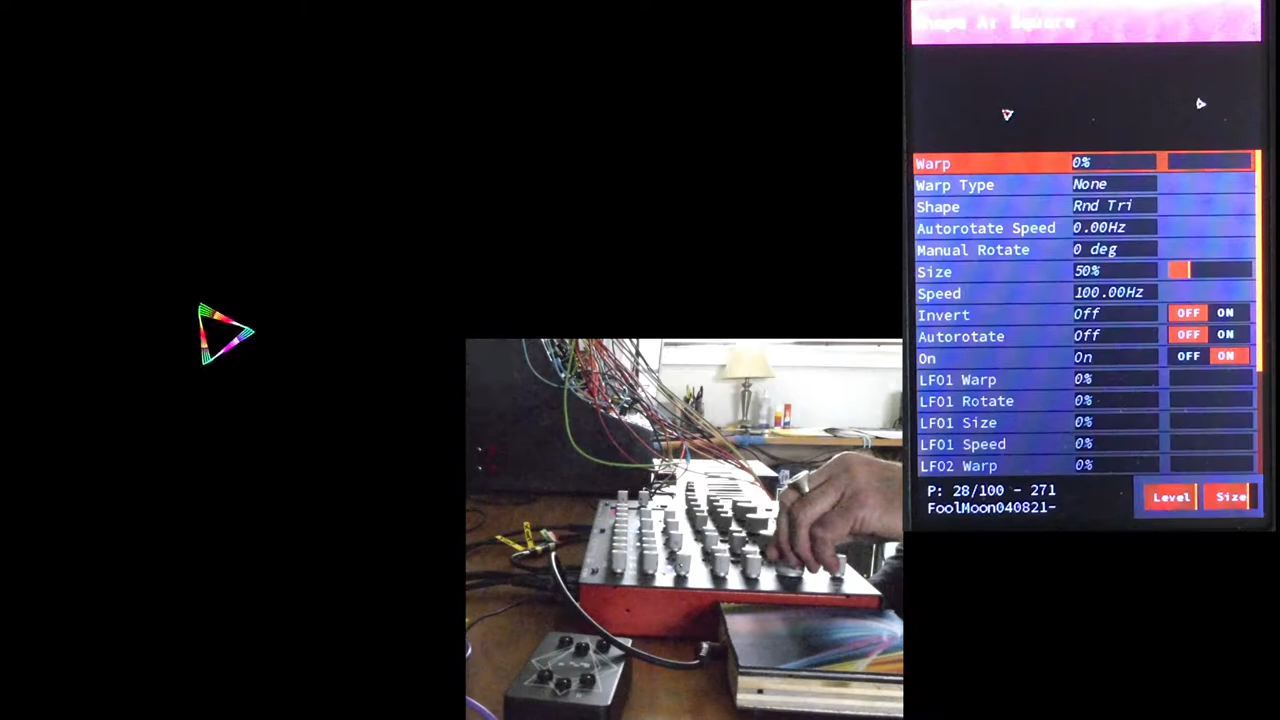 Shape A: Square
Warp 0%
Warp Type None
Shape Rnd Tri
Autorotate Speed 0.00Hz
Manual Rotate 0 deg
Size 50%
Speed 100.00Hz
Invert Off OFF ON
Autorotate Off OFF ON
On On OFF ON
LFO1 Warp 0%
LFO1 Rotate 0%
LFO1 Size 0%
LFO1 Speed 0%
LFO2 Warp 0%
P: 28/100 - 271
FoolMoon040821-
Level Size